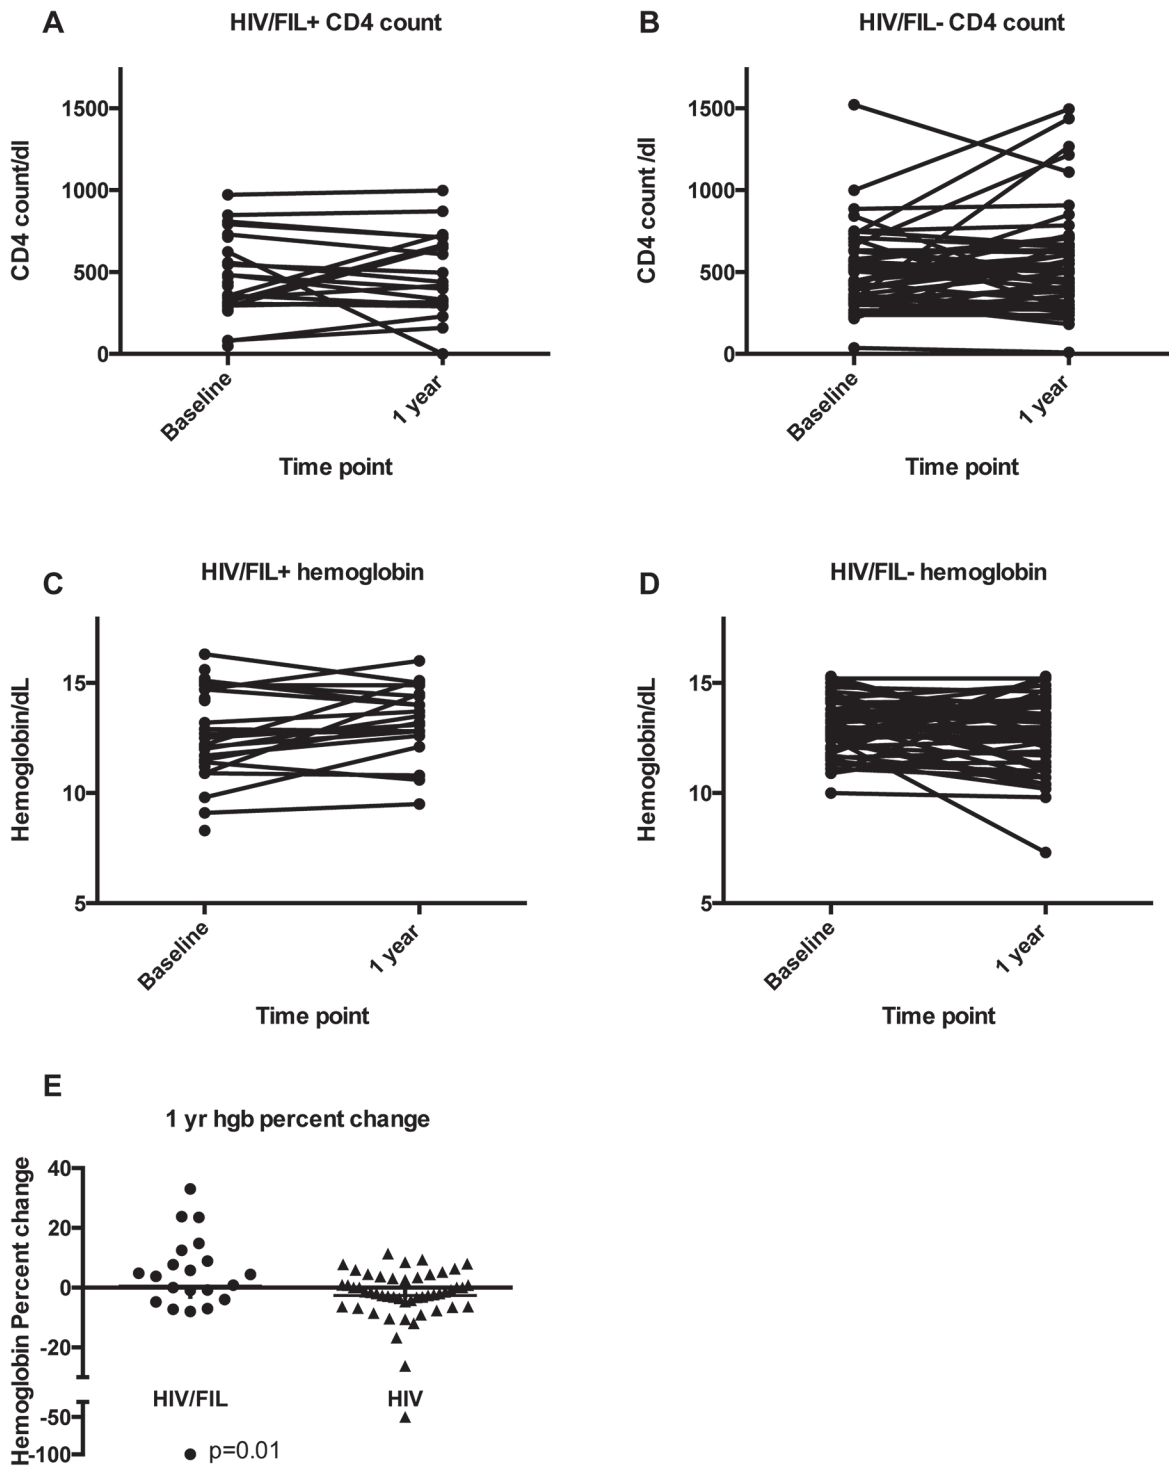 A
HIV/FIL+ CD4 count
CD4 count/dl
1500
1000
500
0
Baseline
1 year
Time point
B
HIV/FIL- CD4 count
CD4 count /dl
1500
1000
500
0
Baseline
1 year
Time point
C
HIV/FIL+ hemoglobin
Hemoglobin/dL
15
10
5
Baseline
1 year
Time point
D
HIV/FIL- hemoglobin
Hemoglobin/dL
15
10
5
Baseline
1 year
Time point
E
1 yr hgb percent change
Hemoglobin Percent change
40
20
0
-20
-50
-100
HIV/FIL
HIV
p=0.01